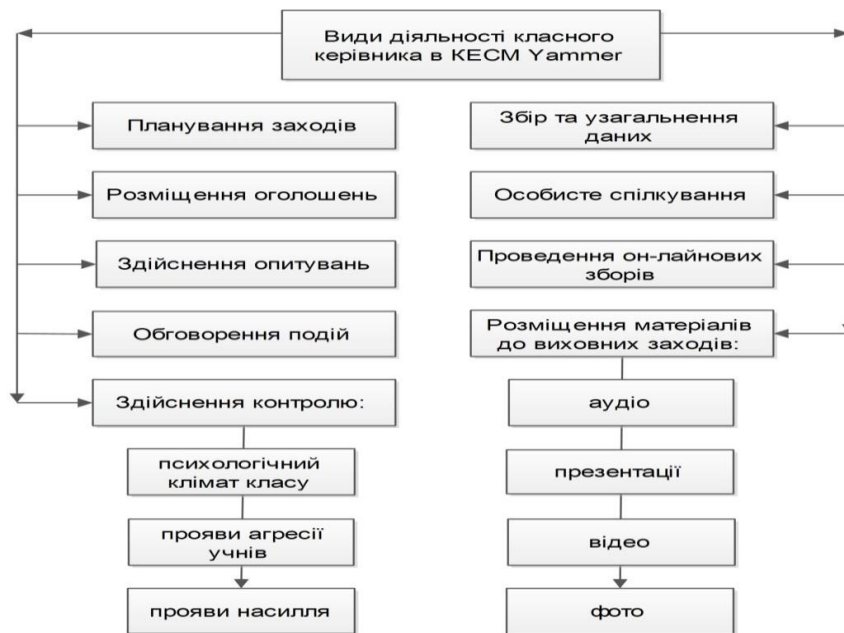 Види діяльності класного
керівника в КЕСМ Yammer
Планування заходів
Розміщення оголошень
Здійснення опитувань
Обговорення подій
Здійснення контролю:
психологічний
клімат класу
прояви агресії
учнів
прояви насилля
Збір та узагальнення
даних
Особисте спілкування
Проведення он-лайнових
зборів
Розміщення матеріалів
до виховних заходів:
аудіо
презентації
відео
фото